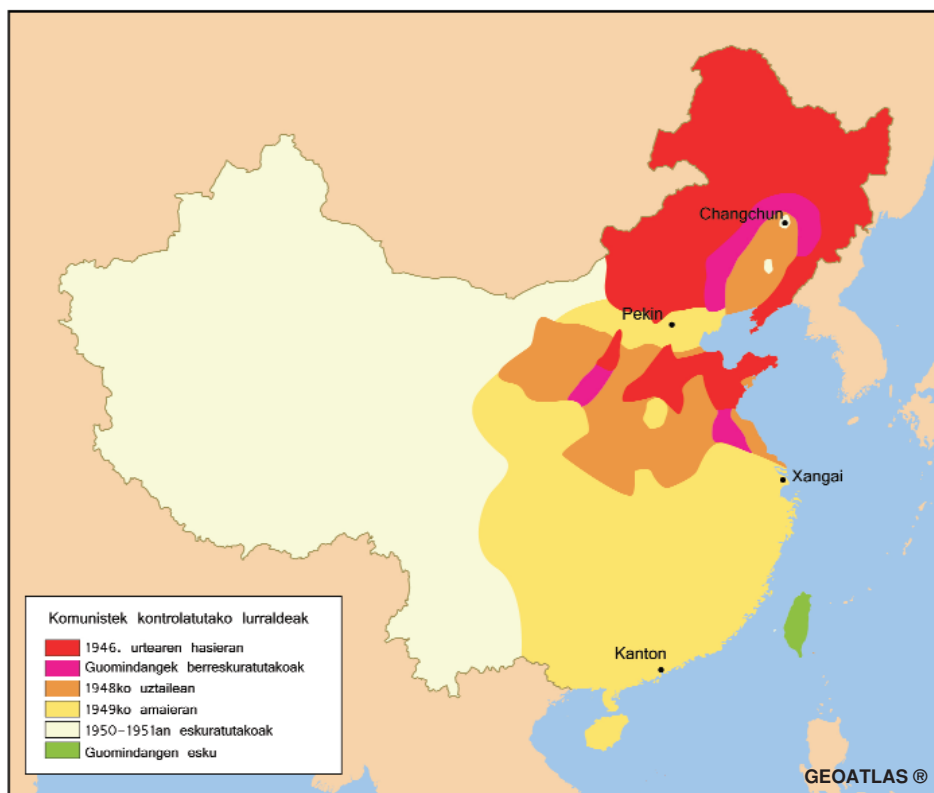 Changchun
Pekin
Xangai
Kanton
Komunistek kontrolatutako lurraldeak
1946. urtearen hasieran
Guomindangek berreskuratutakoak
1948ko uztailean
1949ko amaieran
1950-1951an eskuratutakoak
Guomindangen esku
GEOATLAS ®